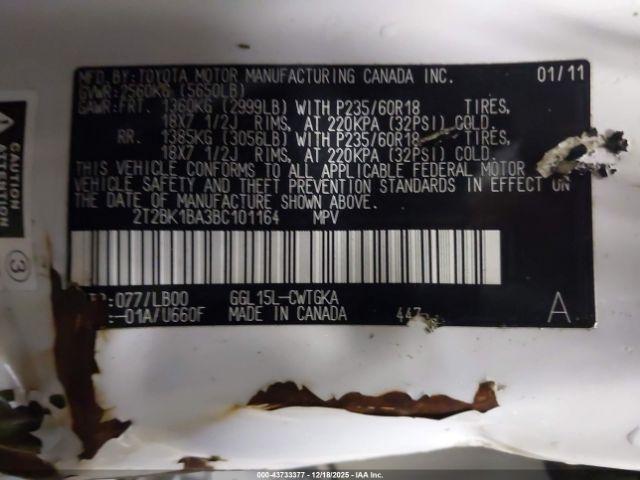 MFD.BY:TOYOTA MOTOR MANUFACTURING CANADA INC. 01/11
GVWR:2560KG (5650LB)
GAWR:FRT. 1360KG (2999LB) WITH P235/60R18 TIRES,
18X7 1/2J RIMS, AT 220KPA (32PSI) COLD.
RR. 1385KG (3056LB) WITH P235/60R18 TIRES,
18X7 1/2J RIMS, AT 220KPA (32PSI) COLD.
THIS VEHICLE CONFORMS TO ALL APPLICABLE FEDERAL MOTOR
VEHICLE SAFETY AND THEFT PREVENTION STANDARDS IN EFFECT ON
THE DATE OF MANUFACTURE SHOWN ABOVE.
2T2BK1BA3BC101164 MPV
:077/LB00 GGL15L-CWTGKA
:-01A/U660F MADE IN CANADA 447 A
CAUTION
ATTENTION
3
000-43733377 - 12/18/2025 - IAA Inc.